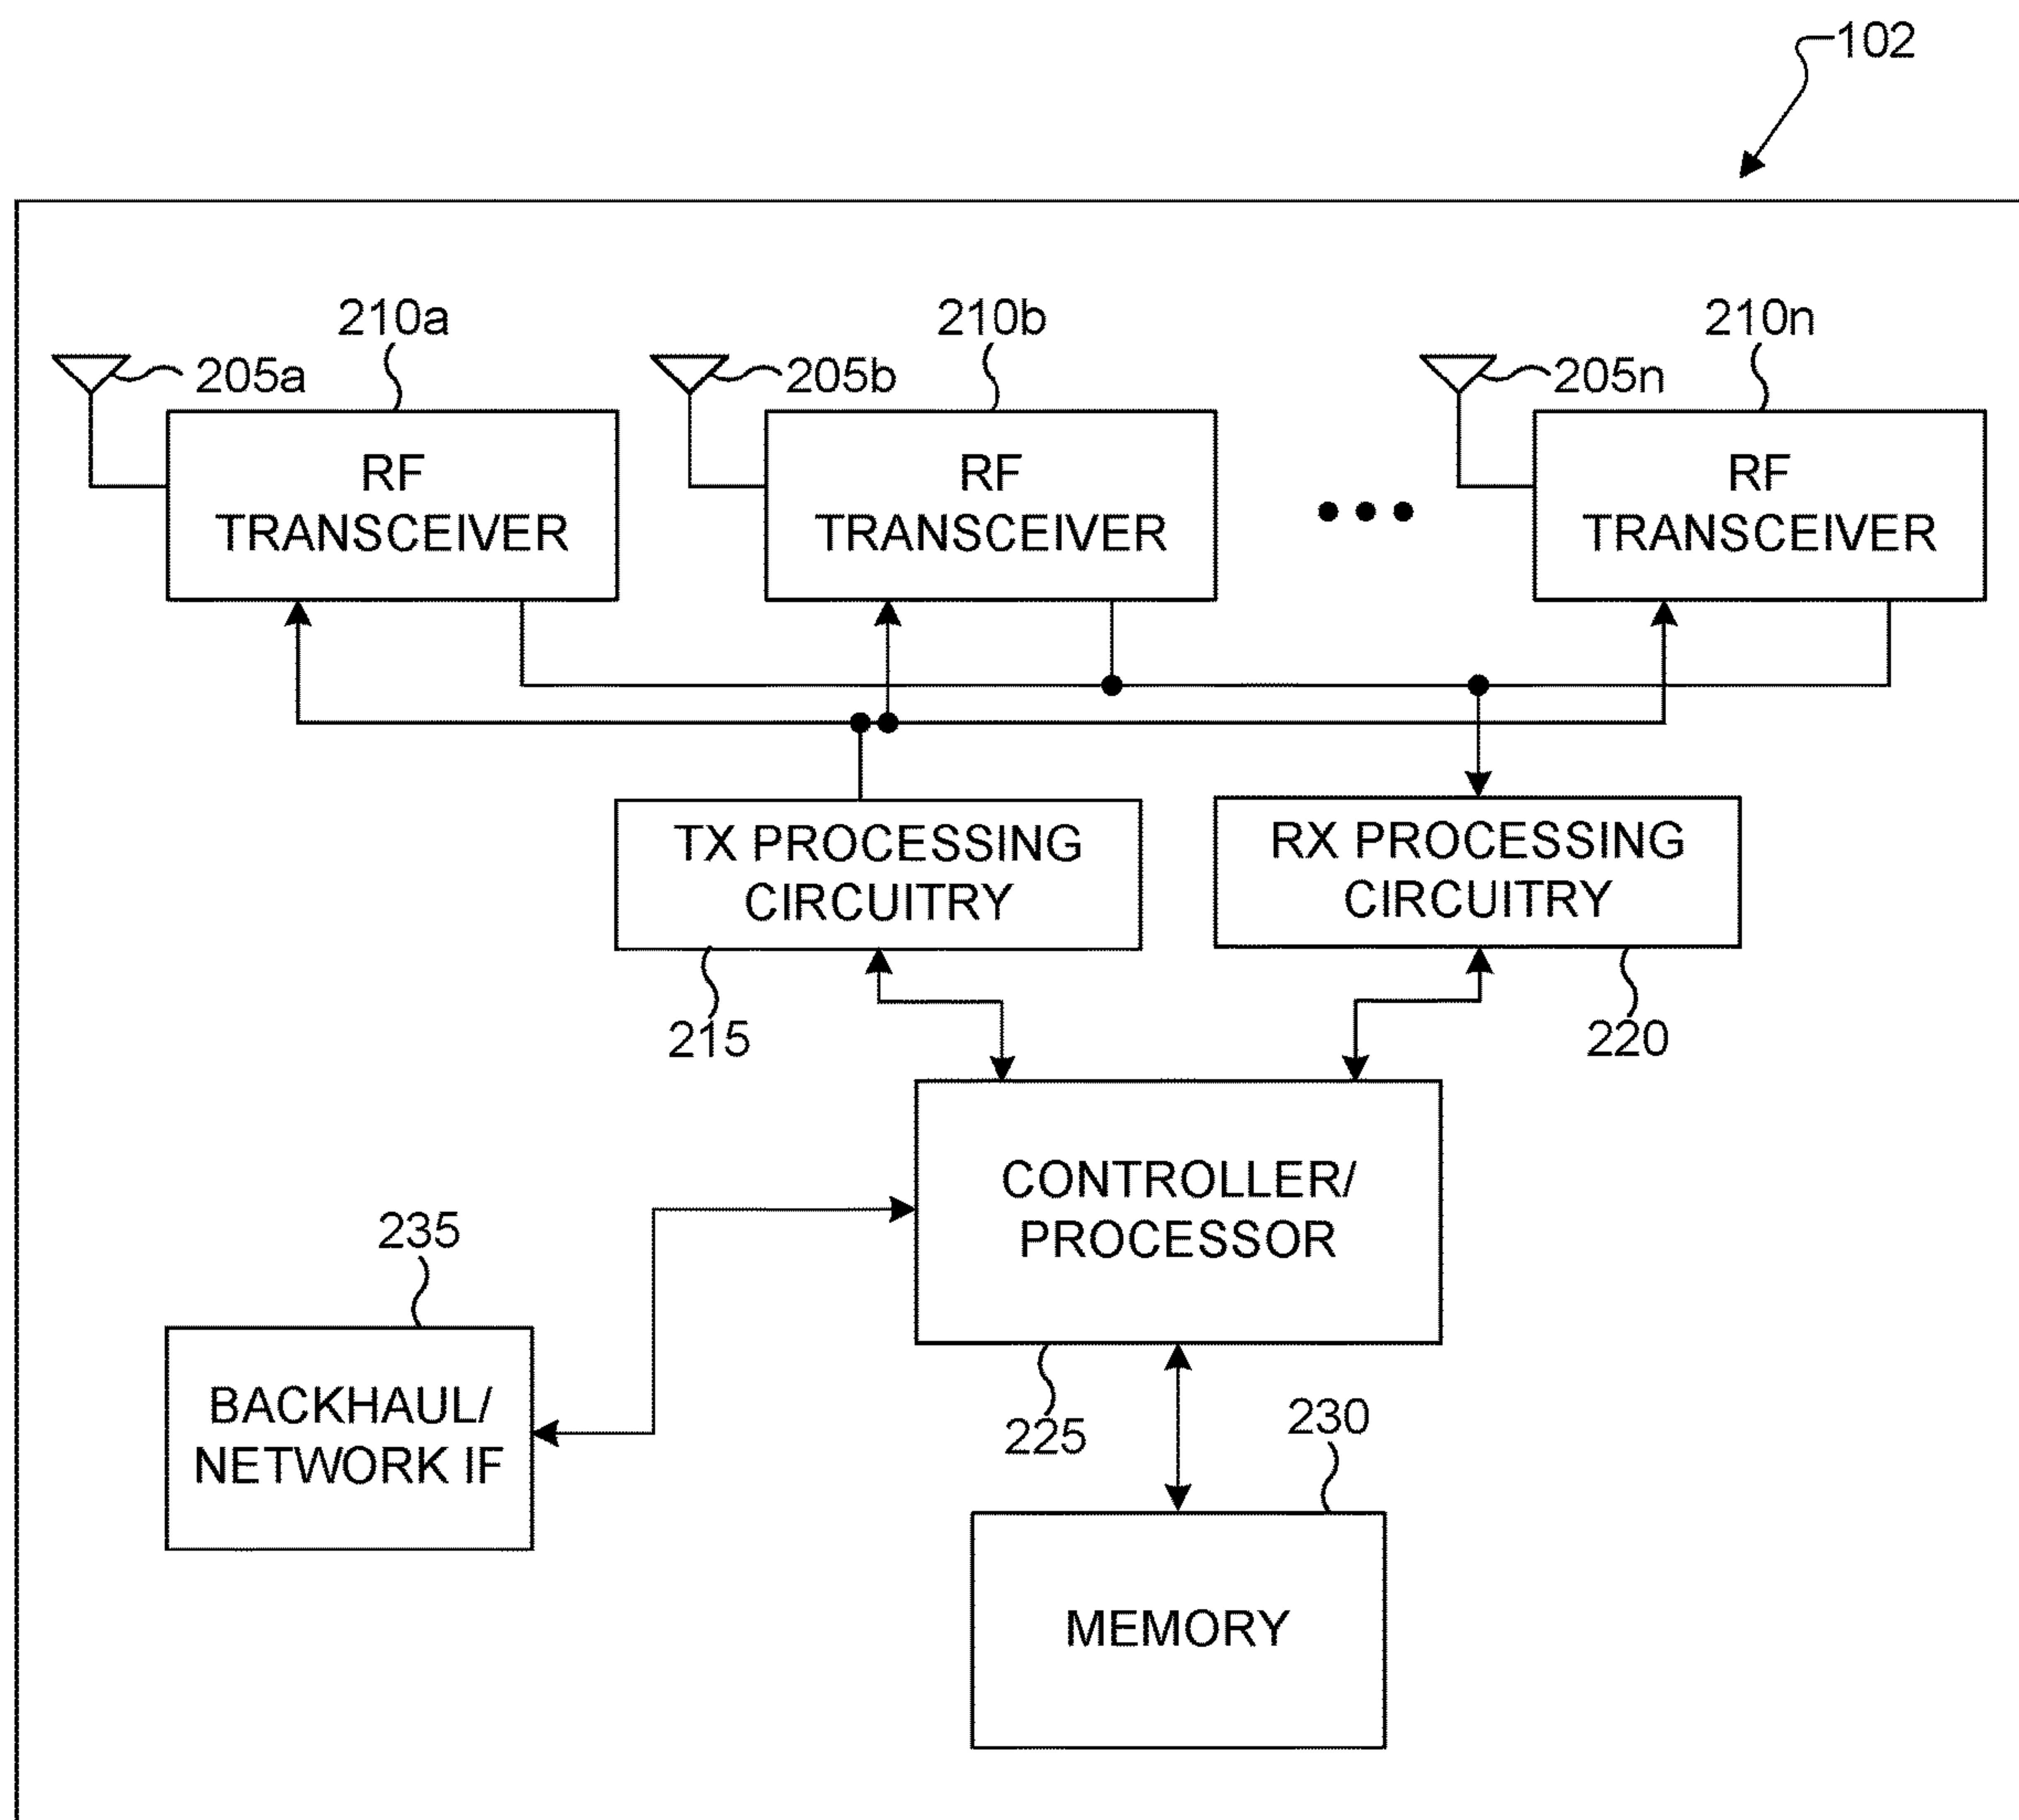 102
210a
210b
210n
205a
205b
205n
RF
TRANSCEIVER
RF
TRANSCEIVER
RF
TRANSCEIVER
TX PROCESSING
CIRCUITRY
RX PROCESSING
CIRCUITRY
215
220
CONTROLLER/
PROCESSOR
235
BACKHAUL/
NETWORK IF
225
230
MEMORY